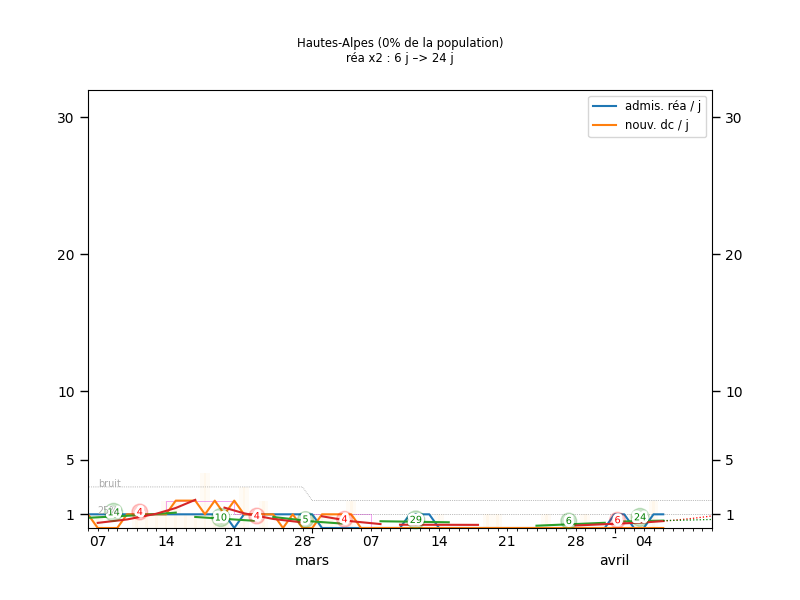 Hautes-Alpes (0% de la population)
réa x2 : 6 j –> 24 j
admis. réa / j
nouv. dc / j
30 30
20 20
10 10
5 5
1 1
bruit
14 4 10 4 5 4 29 6 6 24
07 14 21 28 - 07 14 21 28 - 04
mars avril